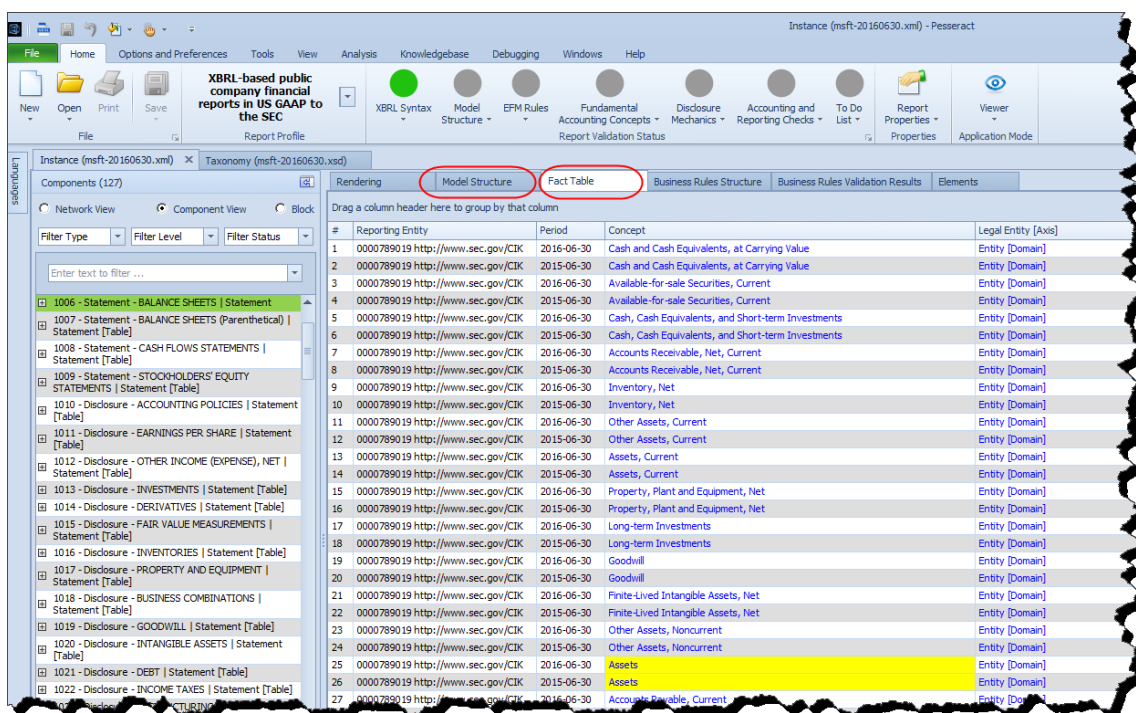 Instance (msft-20160630.xml) - Pesseract
File Home Options and Preferences Tools View Analysis Knowledgebase Debugging Windows Help
New Open Print Save
File
XBRL-based public
company financial
reports in US GAAP to
the SEC
Report Profile
XBRL Syntax Model Structure EFM Rules Fundamental Accounting Concepts Disclosure Mechanics Accounting and Reporting Checks To Do List
Report Validation Status
Report Properties
Properties
Viewer
Application Mode
Languages
Instance (msft-20160630.xml) Taxonomy (msft-20160630.xsd)
Components (127)
Network View Component View Block
Filter Type Filter Level Filter Status
Enter text to filter ...
1006 - Statement - BALANCE SHEETS | Statement
1007 - Statement - BALANCE SHEETS (Parenthetical) |
Statement [Table]
1008 - Statement - CASH FLOWS STATEMENTS |
Statement [Table]
1009 - Statement - STOCKHOLDERS' EQUITY
STATEMENTS | Statement [Table]
1010 - Disclosure - ACCOUNTING POLICIES | Statement
[Table]
1011 - Disclosure - EARNINGS PER SHARE | Statement
[Table]
1012 - Disclosure - OTHER INCOME (EXPENSE), NET |
Statement [Table]
1013 - Disclosure - INVESTMENTS | Statement [Table]
1014 - Disclosure - DERIVATIVES | Statement [Table]
1015 - Disclosure - FAIR VALUE MEASUREMENTS |
Statement [Table]
1016 - Disclosure - INVENTORIES | Statement [Table]
1017 - Disclosure - PROPERTY AND EQUIPMENT |
Statement [Table]
1018 - Disclosure - BUSINESS COMBINATIONS |
Statement [Table]
1019 - Disclosure - GOODWILL | Statement [Table]
1020 - Disclosure - INTANGIBLE ASSETS | Statement
[Table]
1021 - Disclosure - DEBT | Statement [Table]
1022 - Disclosure - INCOME TAXES | Statement [Table]
Rendering Model Structure Fact Table Business Rules Structure Business Rules Validation Results Elements
Drag a column header here to group by that column
# Reporting Entity Period Concept Legal Entity [Axis]
1 0000789019 http://www.sec.gov/CIK 2016-06-30 Cash and Cash Equivalents, at Carrying Value Entity [Domain]
2 0000789019 http://www.sec.gov/CIK 2015-06-30 Cash and Cash Equivalents, at Carrying Value Entity [Domain]
3 0000789019 http://www.sec.gov/CIK 2016-06-30 Available-for-sale Securities, Current Entity [Domain]
4 0000789019 http://www.sec.gov/CIK 2015-06-30 Available-for-sale Securities, Current Entity [Domain]
5 0000789019 http://www.sec.gov/CIK 2016-06-30 Cash, Cash Equivalents, and Short-term Investments Entity [Domain]
6 0000789019 http://www.sec.gov/CIK 2015-06-30 Cash, Cash Equivalents, and Short-term Investments Entity [Domain]
7 0000789019 http://www.sec.gov/CIK 2016-06-30 Accounts Receivable, Net, Current Entity [Domain]
8 0000789019 http://www.sec.gov/CIK 2015-06-30 Accounts Receivable, Net, Current Entity [Domain]
9 0000789019 http://www.sec.gov/CIK 2016-06-30 Inventory, Net Entity [Domain]
10 0000789019 http://www.sec.gov/CIK 2015-06-30 Inventory, Net Entity [Domain]
11 0000789019 http://www.sec.gov/CIK 2016-06-30 Other Assets, Current Entity [Domain]
12 0000789019 http://www.sec.gov/CIK 2015-06-30 Other Assets, Current Entity [Domain]
13 0000789019 http://www.sec.gov/CIK 2016-06-30 Assets, Current Entity [Domain]
14 0000789019 http://www.sec.gov/CIK 2015-06-30 Assets, Current Entity [Domain]
15 0000789019 http://www.sec.gov/CIK 2016-06-30 Property, Plant and Equipment, Net Entity [Domain]
16 0000789019 http://www.sec.gov/CIK 2015-06-30 Property, Plant and Equipment, Net Entity [Domain]
17 0000789019 http://www.sec.gov/CIK 2016-06-30 Long-term Investments Entity [Domain]
18 0000789019 http://www.sec.gov/CIK 2015-06-30 Long-term Investments Entity [Domain]
19 0000789019 http://www.sec.gov/CIK 2016-06-30 Goodwill Entity [Domain]
20 0000789019 http://www.sec.gov/CIK 2015-06-30 Goodwill Entity [Domain]
21 0000789019 http://www.sec.gov/CIK 2016-06-30 Finite-Lived Intangible Assets, Net Entity [Domain]
22 0000789019 http://www.sec.gov/CIK 2015-06-30 Finite-Lived Intangible Assets, Net Entity [Domain]
23 0000789019 http://www.sec.gov/CIK 2016-06-30 Other Assets, Noncurrent Entity [Domain]
24 0000789019 http://www.sec.gov/CIK 2015-06-30 Other Assets, Noncurrent Entity [Domain]
25 0000789019 http://www.sec.gov/CIK 2016-06-30 Assets Entity [Domain]
26 0000789019 http://www.sec.gov/CIK 2015-06-30 Assets Entity [Domain]
27 0000789019 2016-06-30 Accounts Payable, Current Entity [Domain]